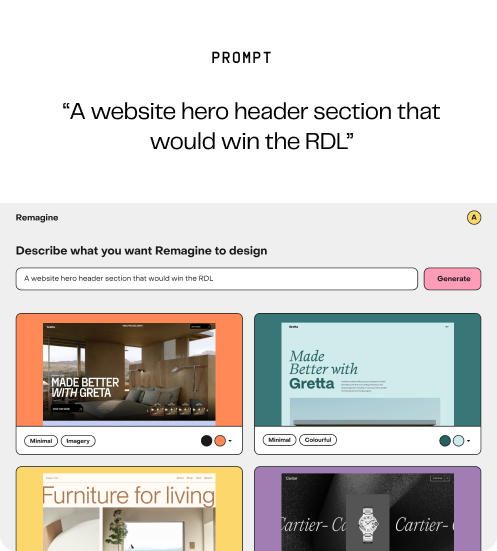 PROMPT
“A website hero header section that
would win the RDL”
Remagine
A
Describe what you want Remagine to design
A website hero header section that would win the RDL
Generate
Gretta
MADE BETTER
WITH GRETA
Minimal
Imagery
Gretta
Made
Better with
Gretta
Minimal
Colourful
Furniture for living
Cartier
Cartier- Ca
Cartier- C